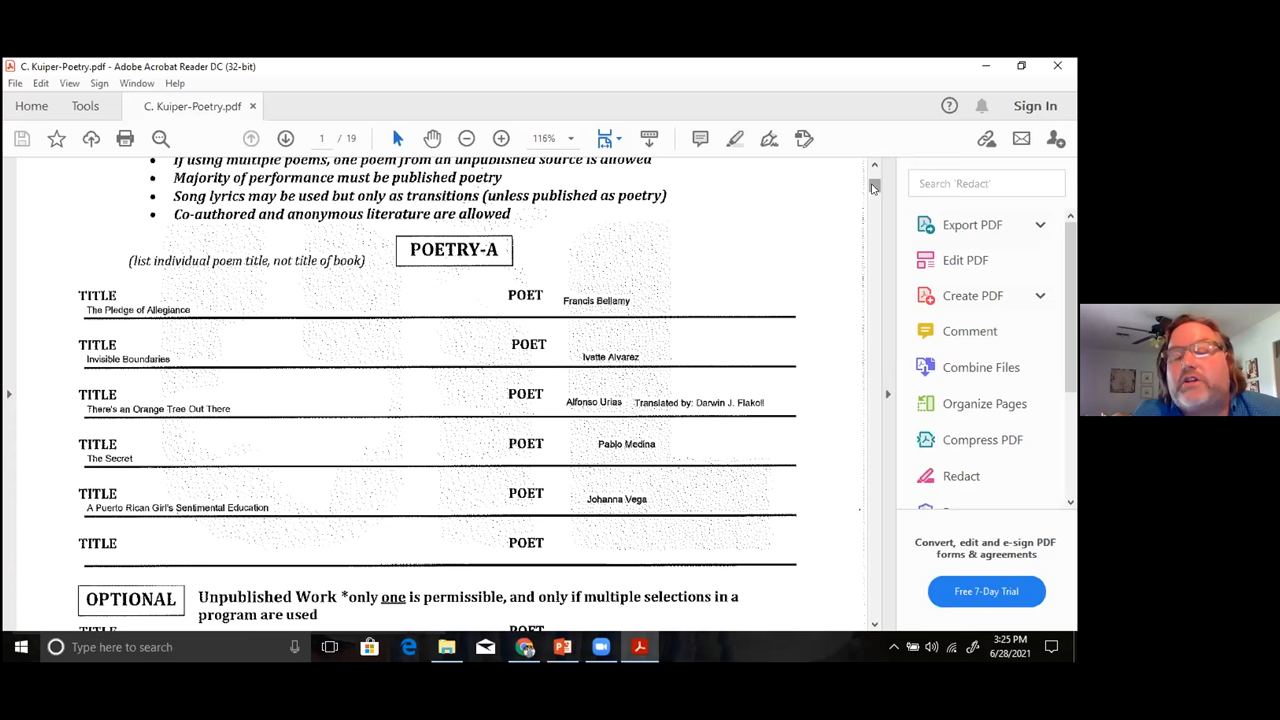 C. Kuiper-Poetry.pdf - Adobe Acrobat Reader DC (32-bit)
File Edit View Sign Window Help
Home Tools C. Kuiper-Poetry.pdf × Sign In
1 / 19 116%
• If using multiple poems, one poem from an unpublished source is allowed
• Majority of performance must be published poetry
• Song lyrics may be used but only as transitions (unless published as poetry)
• Co-authored and anonymous literature are allowed
POETRY-A
(list individual poem title, not title of book)
TITLE POET Francis Bellamy
The Pledge of Allegiance
TITLE POET Ivette Alvarez
Invisible Boundaries
TITLE POET Alfonso Urias Translated by: Darwin J. Flakoll
There's an Orange Tree Out There
TITLE POET Pablo Medina
The Secret
TITLE POET Johanna Vega
A Puerto Rican Girl's Sentimental Education
TITLE POET
OPTIONAL Unpublished Work *only one is permissible, and only if multiple selections in a
program are used
TITLE POET
Search 'Redact'
Export PDF
Edit PDF
Create PDF
Comment
Combine Files
Organize Pages
Compress PDF
Redact
Convert, edit and e-sign PDF
forms & agreements
Free 7-Day Trial
Type here to search
3:25 PM
6/28/2021